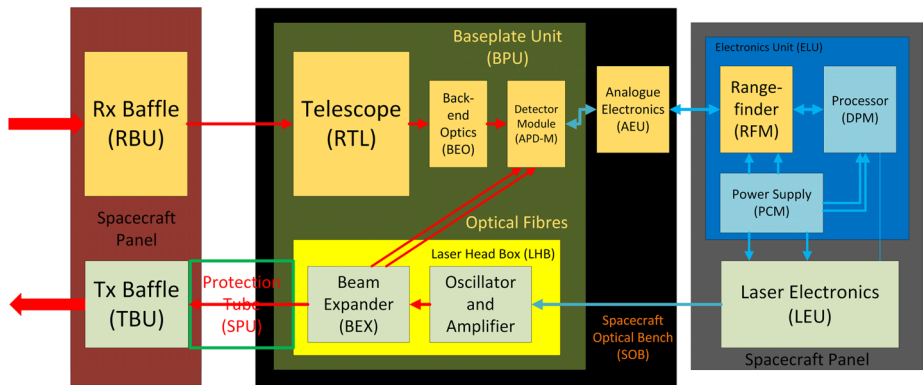 Baseplate Unit
(BPU)
Electronics Unit (ELU)
Rx Baffle
(RBU)
Telescope
(RTL)
Back-
end
Optics
(BEO)
Detector
Module
(APD-M)
Analogue
Electronics
(AEU)
Range-
finder
(RFM)
Processor
(DPM)
Power Supply
(PCM)
Spacecraft
Panel
Optical Fibres
Laser Head Box (LHB)
Tx Baffle
(TBU)
Protection
Tube
(SPU)
Beam
Expander
(BEX)
Oscillator
and
Amplifier
Spacecraft
Optical Bench
(SOB)
Laser Electronics
(LEU)
Spacecraft Panel